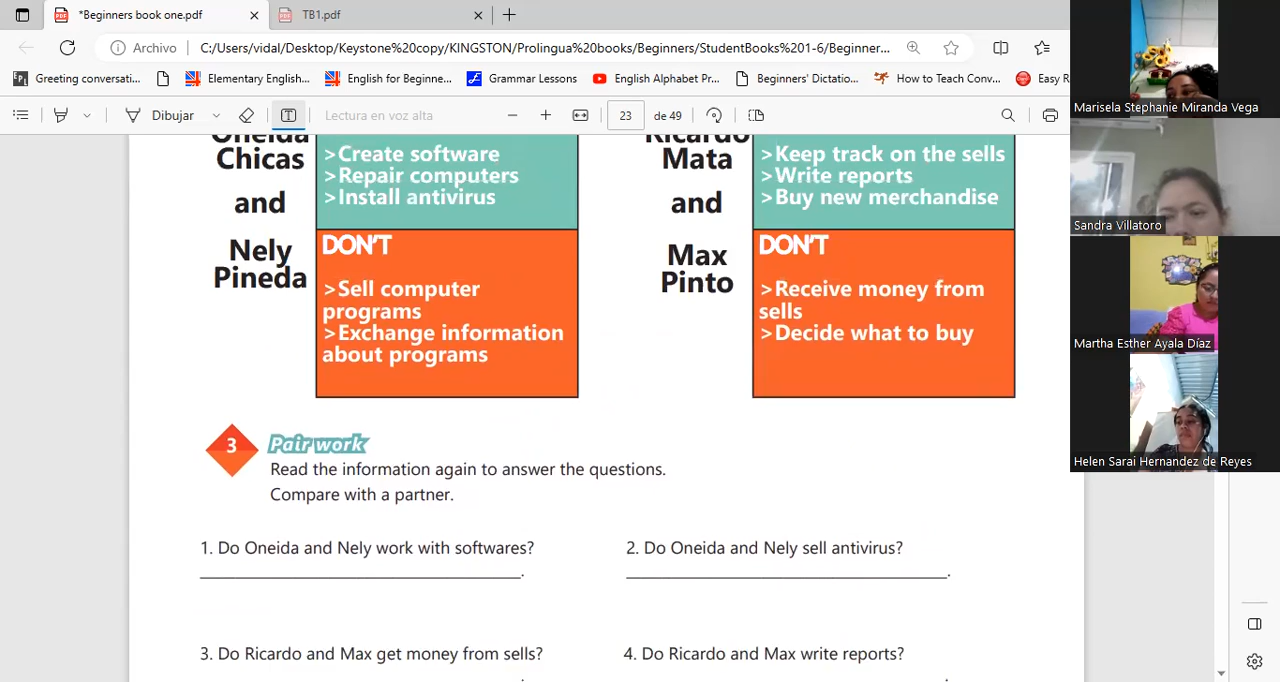 *Beginners book one.pdf
TB1.pdf
Archivo
C:/Users/vidal/Desktop/Keystone%20copy/KINGSTON/Prolingua%20books/Beginners/StudentBooks%201-6/Beginner...
Greeting conversati...
Elementary English...
English for Beginne...
Grammar Lessons
English Alphabet Pr...
Beginners' Dictatio...
How to Teach Conv...
Easy R
Dibujar
Lectura en voz alta
23
de 49
Oneida
Chicas
and
Nely
Pineda
>Create software
>Repair computers
>Install antivirus
DON'T
>Sell computer
programs
>Exchange information
about programs
Ricardo
Mata
and
Max
Pinto
>Keep track on the sells
>Write reports
>Buy new merchandise
DON'T
>Receive money from
sells
>Decide what to buy
3
Pair work
Read the information again to answer the questions.
Compare with a partner.
1. Do Oneida and Nely work with softwares?
2. Do Oneida and Nely sell antivirus?
3. Do Ricardo and Max get money from sells?
4. Do Ricardo and Max write reports?
Marisela Stephanie Miranda Vega
Sandra Villatoro
Martha Esther Ayala Díaz
Helen Sarai Hernandez de Reyes